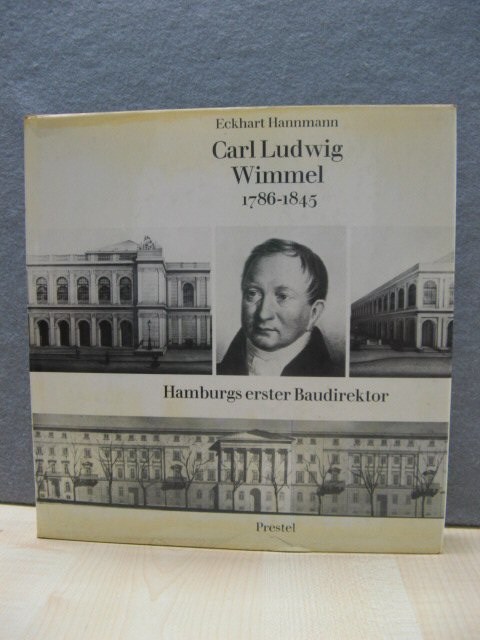 Eckhart Hannmann
Carl Ludwig
Wimmel
1786-1845
Hamburgs erster Baudirektor
Prestel